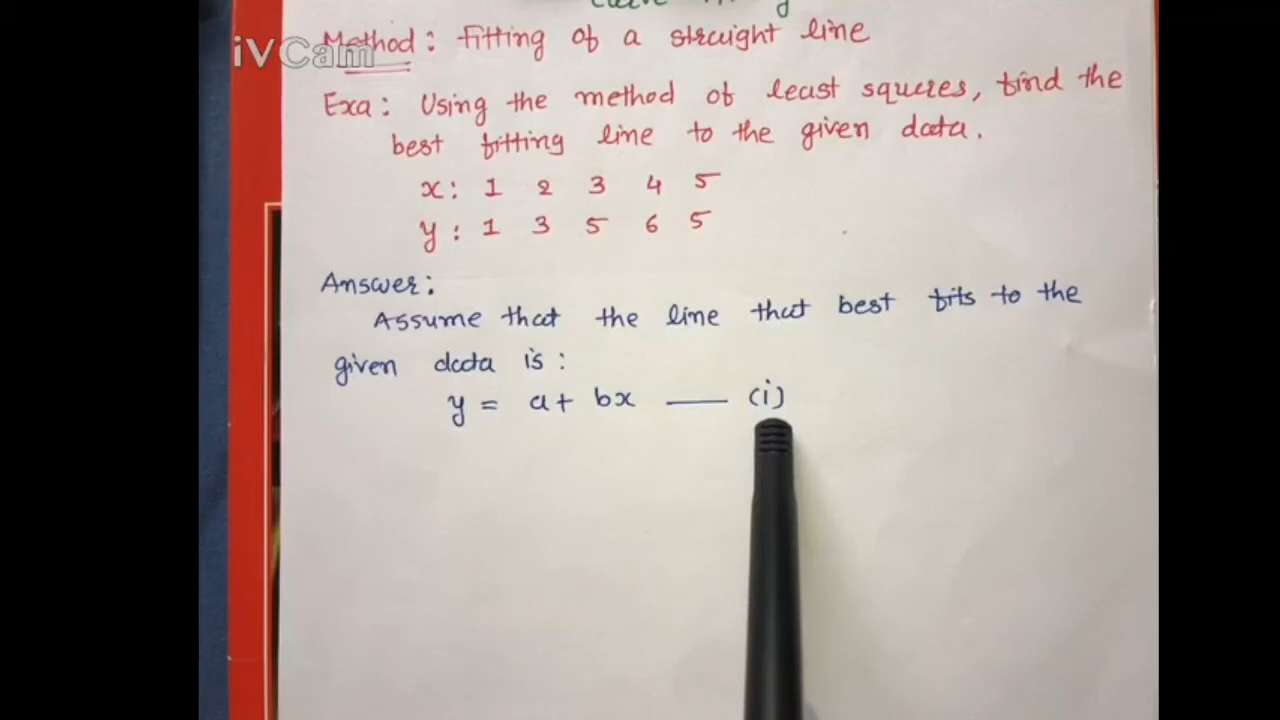 iVCam
Method: Fitting of a straight line
Exa: Using the method of least squares, find the
best fitting line to the given data.
x: 1 2 3 4 5
y: 1 3 5 6 5
Answer:
Assume that the line that best fits to the
given data is:
y = a + bx —— (i)